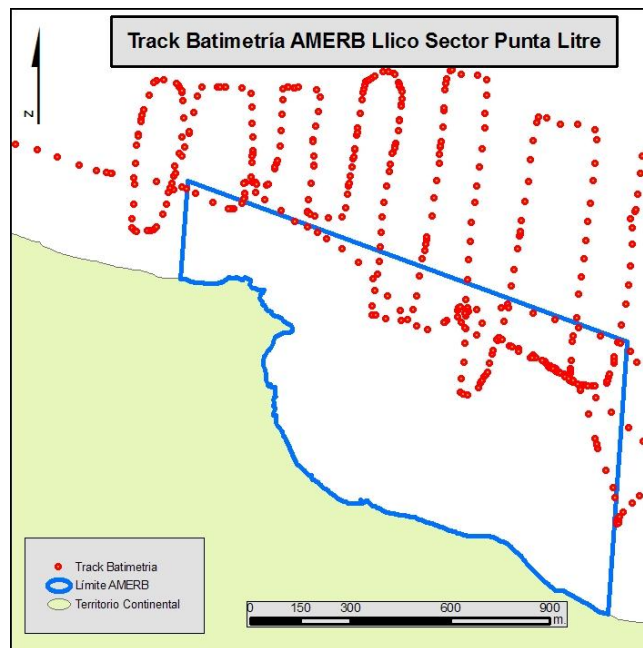 Track Batimetría AMERB Llico Sector Punta Litre
N
Track Batimetria
Límite AMERB
Territorio Continental
0 150 300 600 900
m.